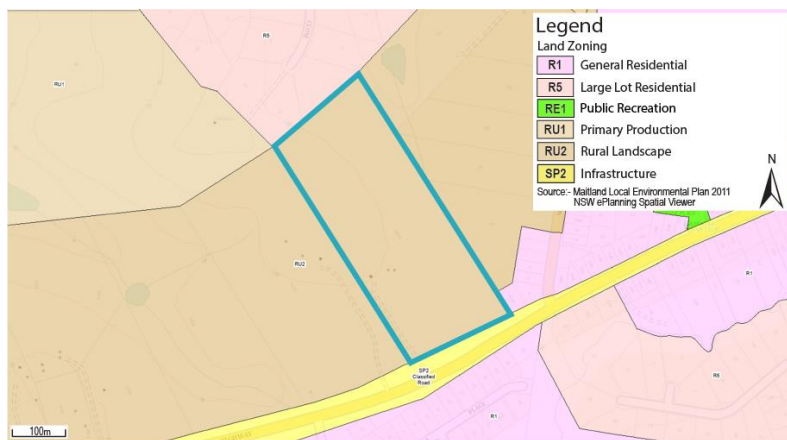 R5
RU1
RU2
SP2
Classified
Road
R1
R5
R1
Legend
Land Zoning
R1 General Residential
R5 Large Lot Residential
RE1 Public Recreation
RU1 Primary Production
RU2 Rural Landscape
SP2 Infrastructure
Source:- Maitland Local Environmental Plan 2011
NSW ePlanning Spatial Viewer
N
100m